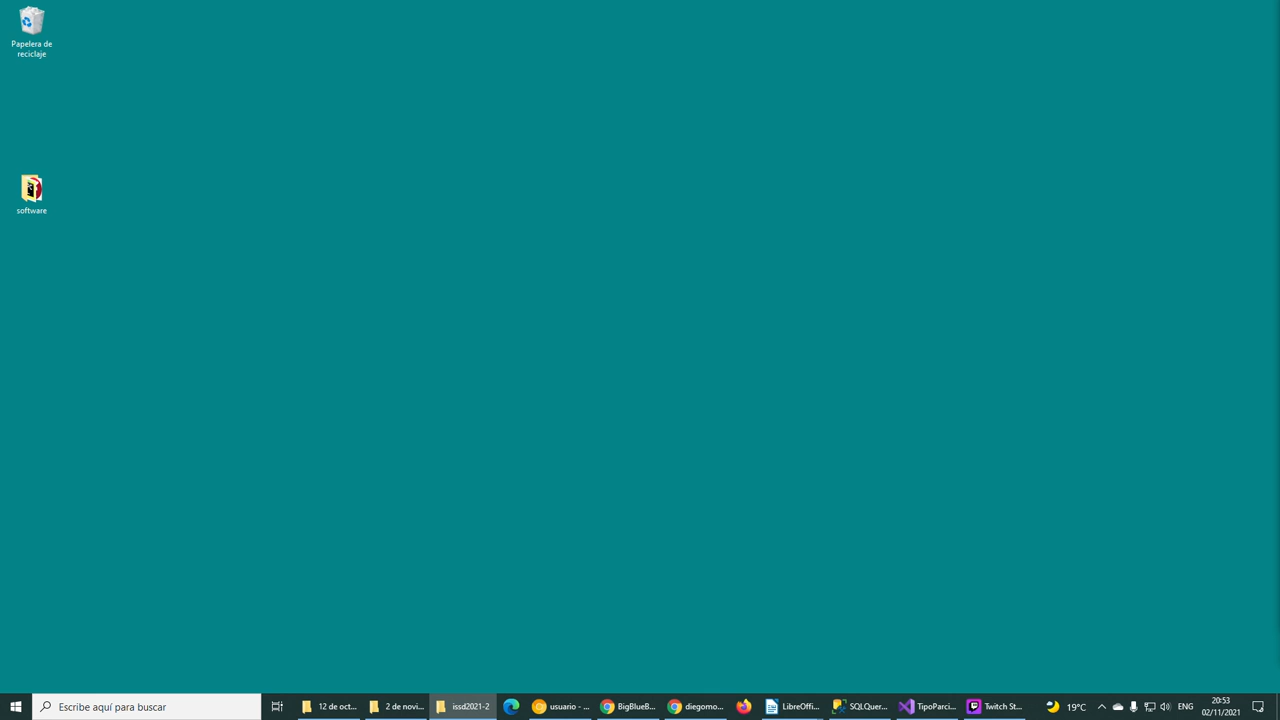 Papelera de
reciclaje
software
Escribe aquí para buscar
12 de oct...
2 de novi...
issd2021-2
usuario - ...
BigBlueB...
diegomo...
LibreOffi...
SQLQuer...
TipoParci...
Twitch St...
19°C
ENG
20:53
02/11/2021